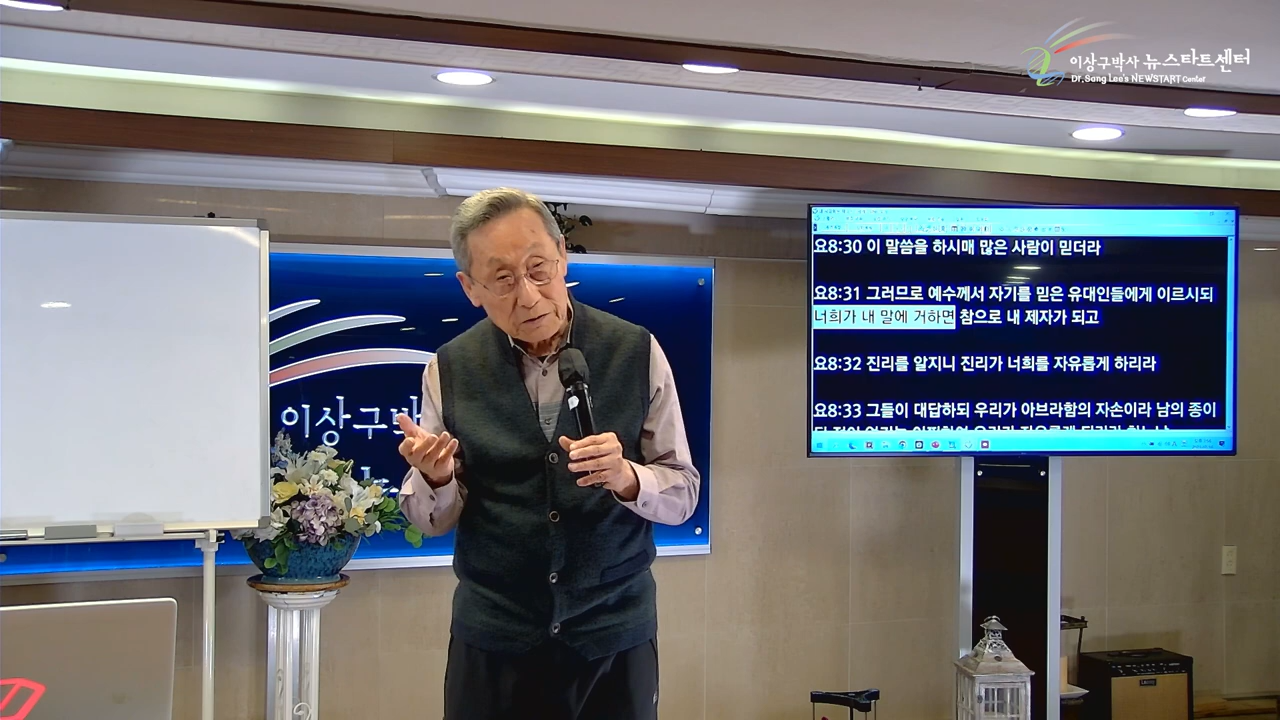 이상구박사 뉴스타트센터
Dr. Sang Lee's NEWSTART Center
요8:30 이 말씀을 하시매 많은 사람이 믿더라
요8:31 그러므로 예수께서 자기를 믿은 유대인들에게 이르시되
너희가 내 말에 거하면 참으로 내 제자가 되고
요8:32 진리를 알지니 진리가 너희를 자유롭게 하리라
요8:33 그들이 대답하되 우리가 아브라함의 자손이라 남의 종이
이상구박